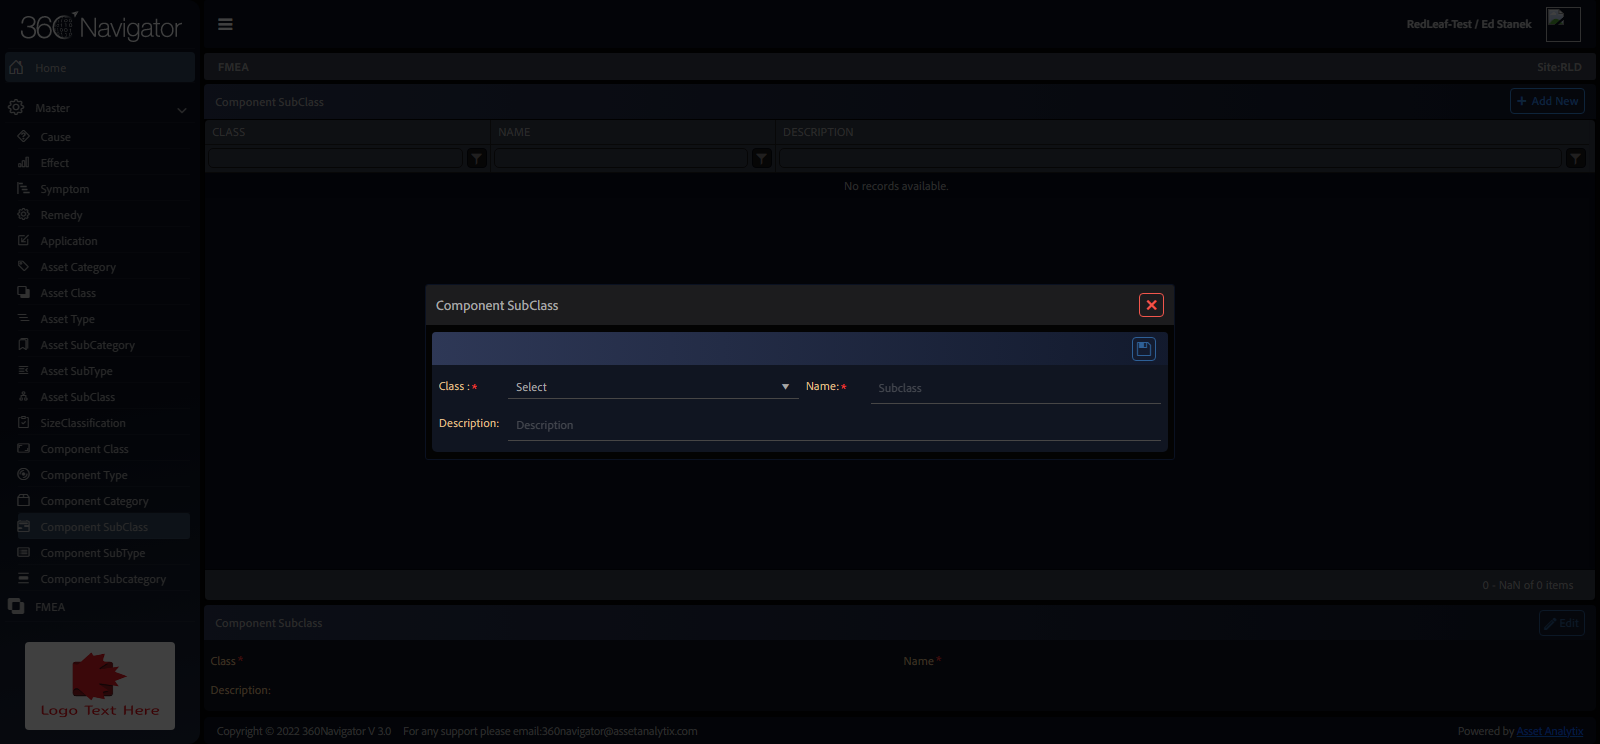 360 Navigator
RedLeaf-Test / Ed Stanek
Home
FMEA
Site:RLD
Master
Component SubClass
+ Add New
CLASS
NAME
DESCRIPTION
No records available.
Cause
Effect
Symptom
Remedy
Application
Asset Category
Asset Class
Asset Type
Asset SubCategory
Asset SubType
Asset SubClass
SizeClassification
Component Class
Component Type
Component Category
Component SubClass
Component SubType
Component Subcategory
FMEA
Logo Text Here
Component SubClass
Class : *
Select
Name: *
Subclass
Description:
Description
0 - NaN of 0 items
Component Subclass
Edit
Class *
Name *
Description:
Copyright © 2022 360Navigator V 3.0 For any support please email:360navigator@assetanalytix.com
Powered by Asset Analytix